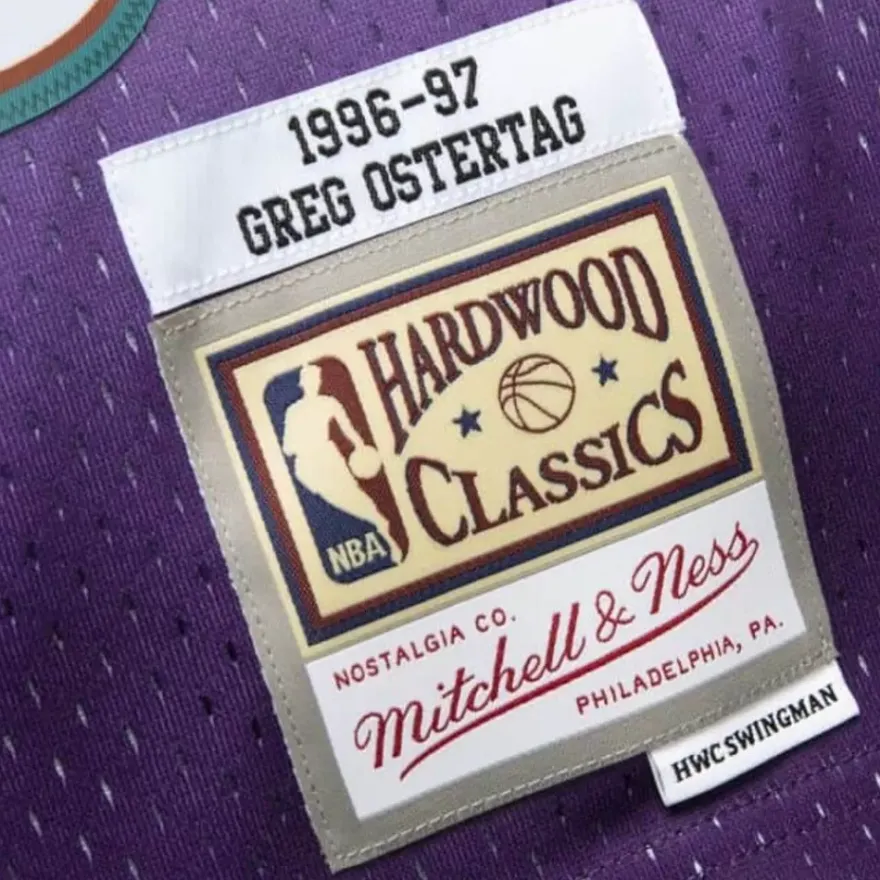 1996-97
GREG OSTERTAG
HARDWOOD
CLASSICS
NBA
NOSTALGIA CO.
Mitchell & Ness
PHILADELPHIA, PA.
HWC SWINGMAN